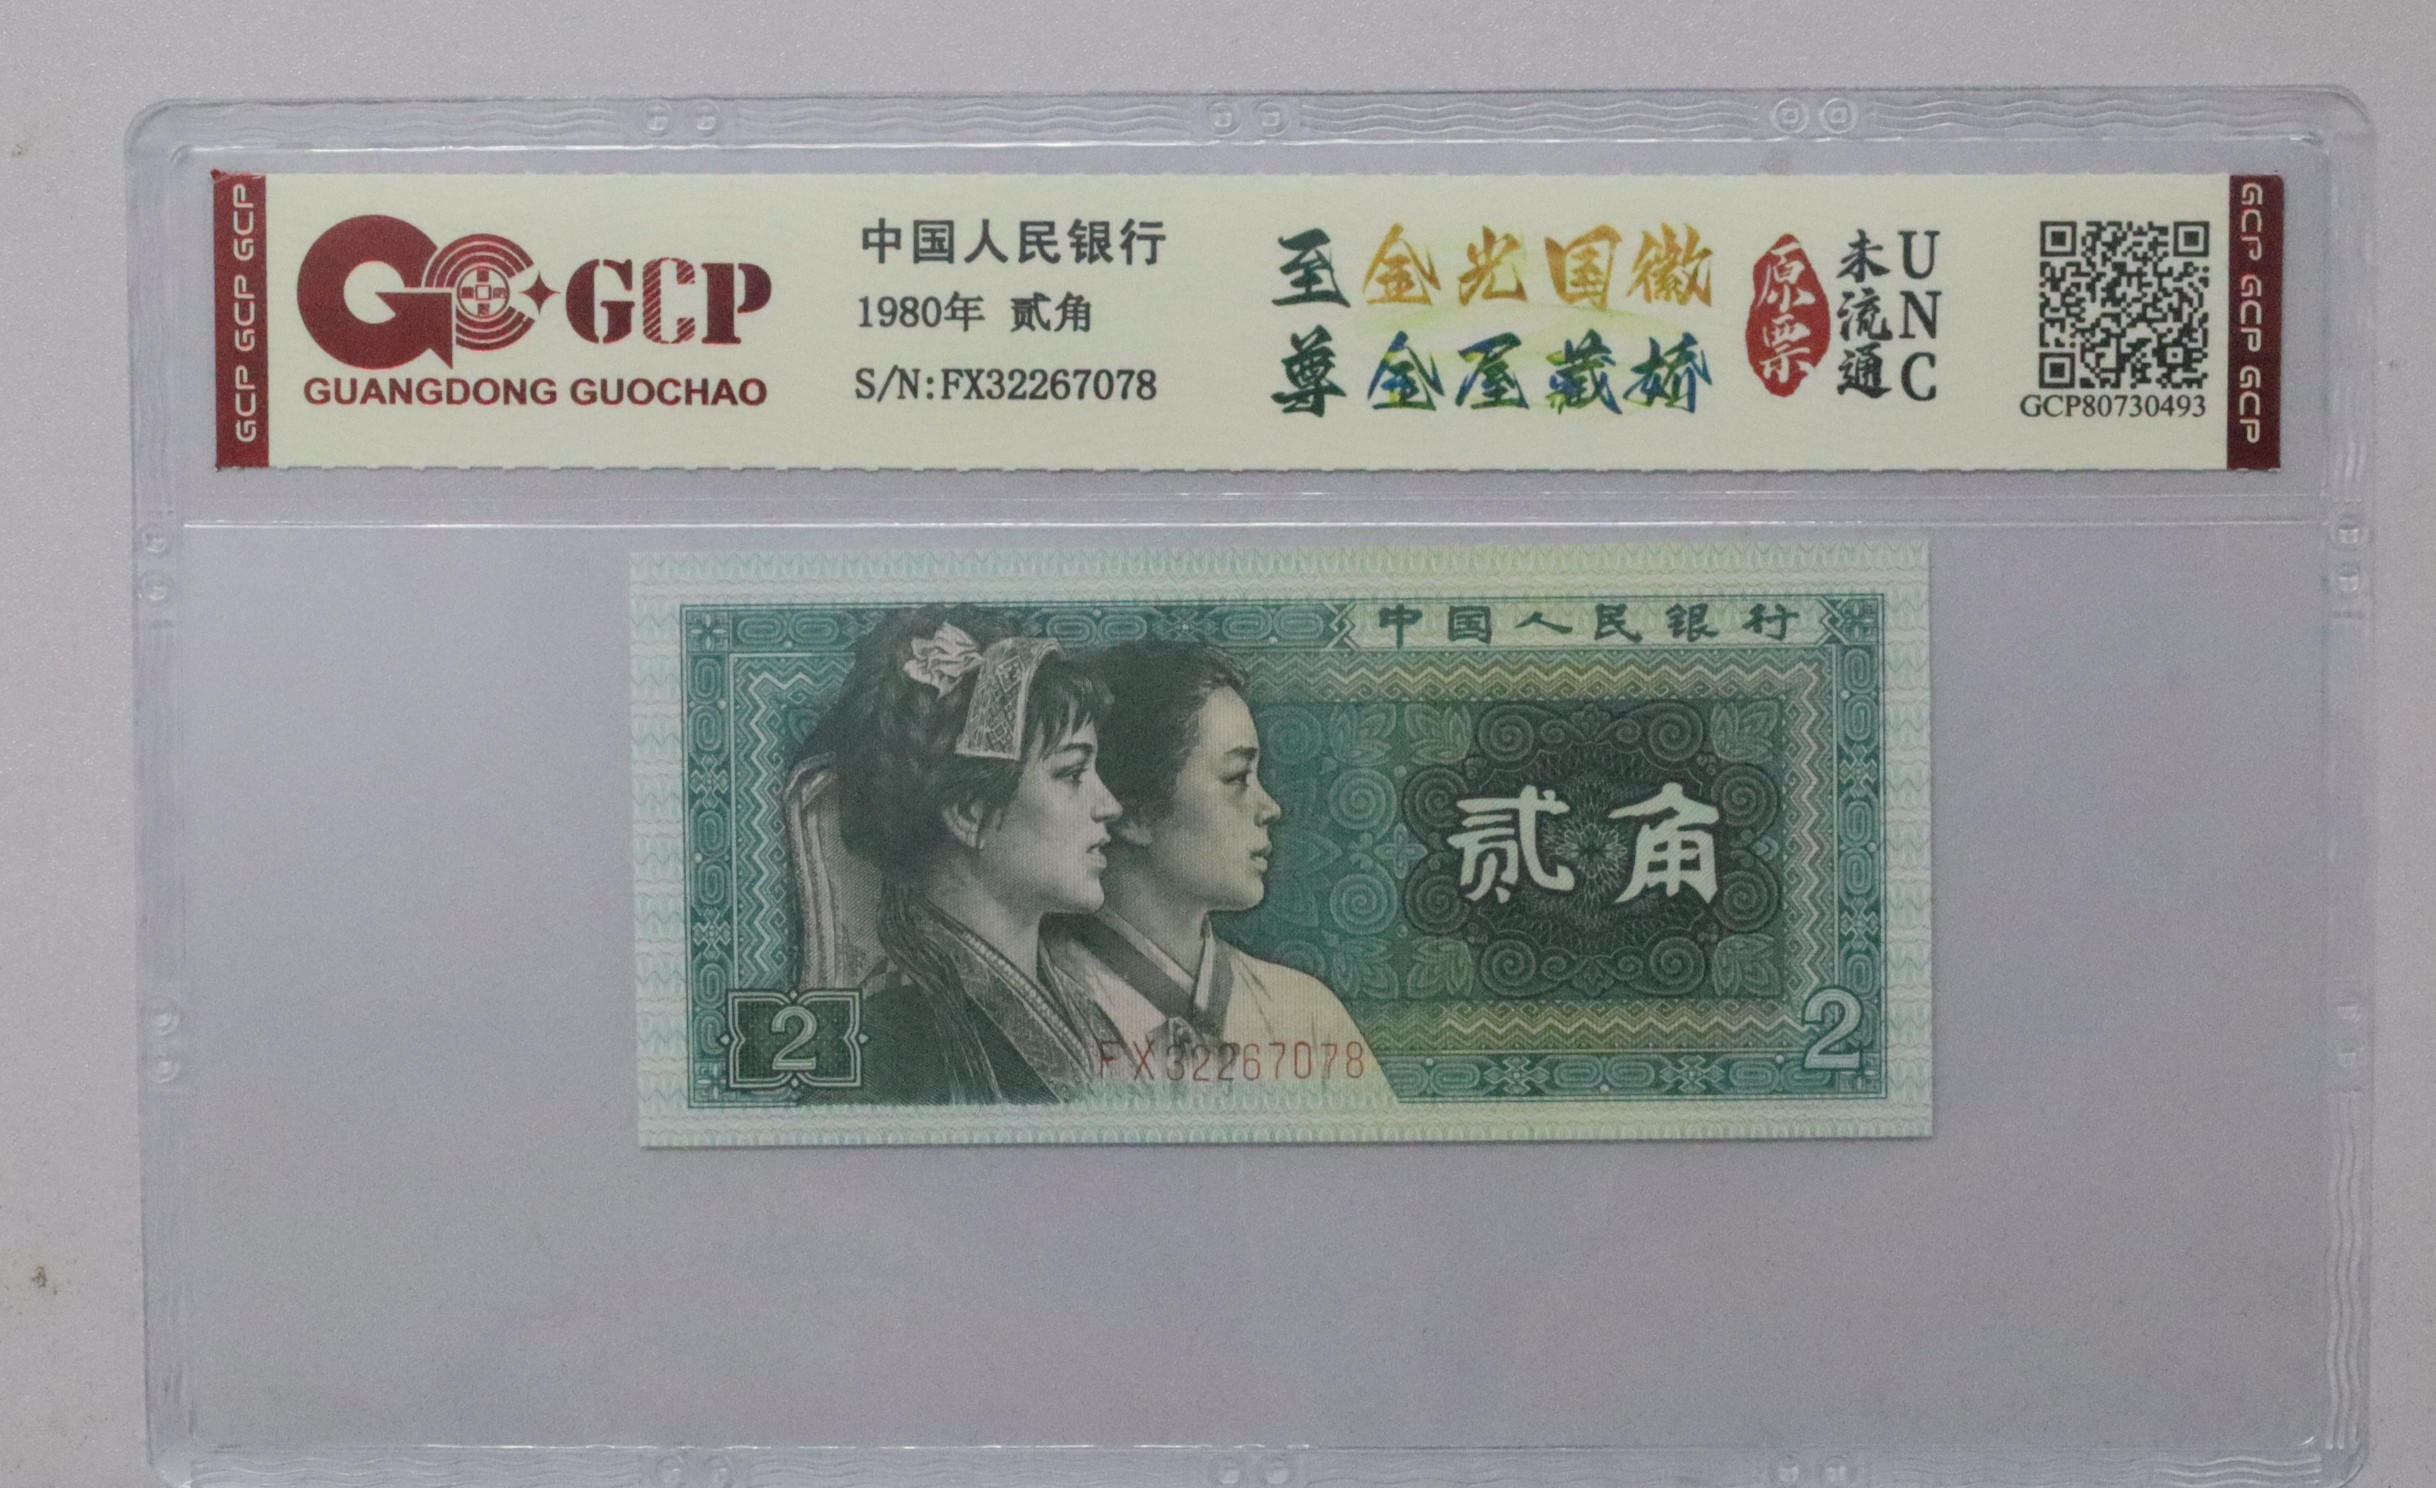 GCP GCP GCP
GCP
GUANGDONG GUOCHAO
中国人民银行
1980年 贰角
S/N:FX32267078
至尊
金光国徽
金屋藏娇
原票
未流通
UNC
GCP80730493
GCP GCP GCP
中国人民银行
贰角
2
2
FX32267078